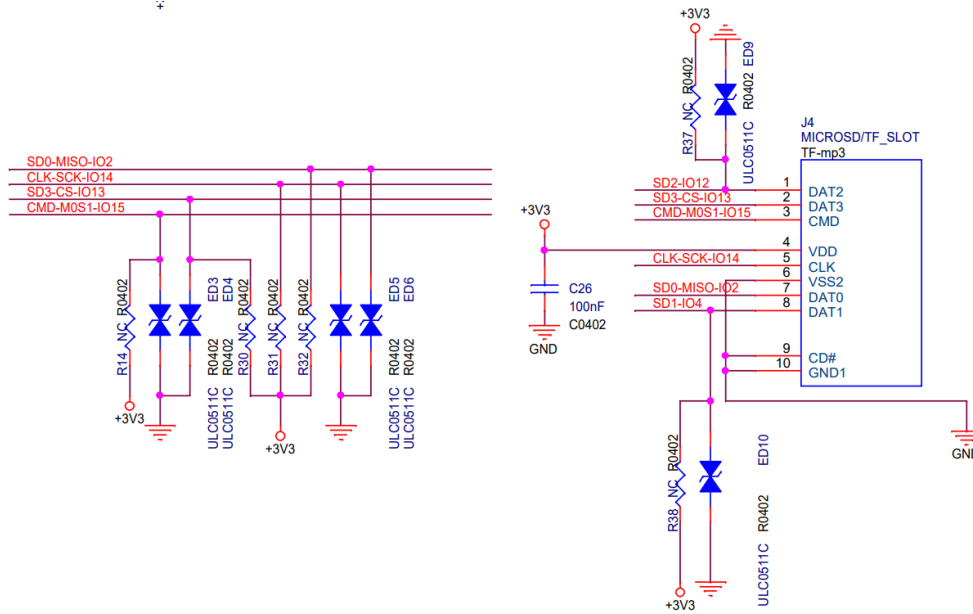 SD0-MISO-IO2
CLK-SCK-IO14
SD3-CS-IO13
CMD-M0S1-IO15
R14 NC R0402
+3V3
ED3
ED4
R0402
R0402
ULC0511C
ULC0511C
R30 NC R0402
R31 NC R0402
R32 NC R0402
+3V3
ED5
ED6
R0402
R0402
ULC0511C
ULC0511C
+3V3
R37 NC R0402
ULC0511C R0402 ED9
J4
MICROSD/TF_SLOT
TF-mp3
SD2-IO12 1 DAT2
SD3-CS-IO13 2 DAT3
CMD-M0S1-IO15 3 CMD
+3V3
4 VDD
CLK-SCK-IO14 5 CLK
6 VSS2
SD0-MISO-IO2 7 DAT0
SD1-IO4 8 DAT1
9 CD#
10 GND1
C26
100nF
C0402
GND
GND
R38 NC R0402
ULC0511C R0402 ED10
+3V3